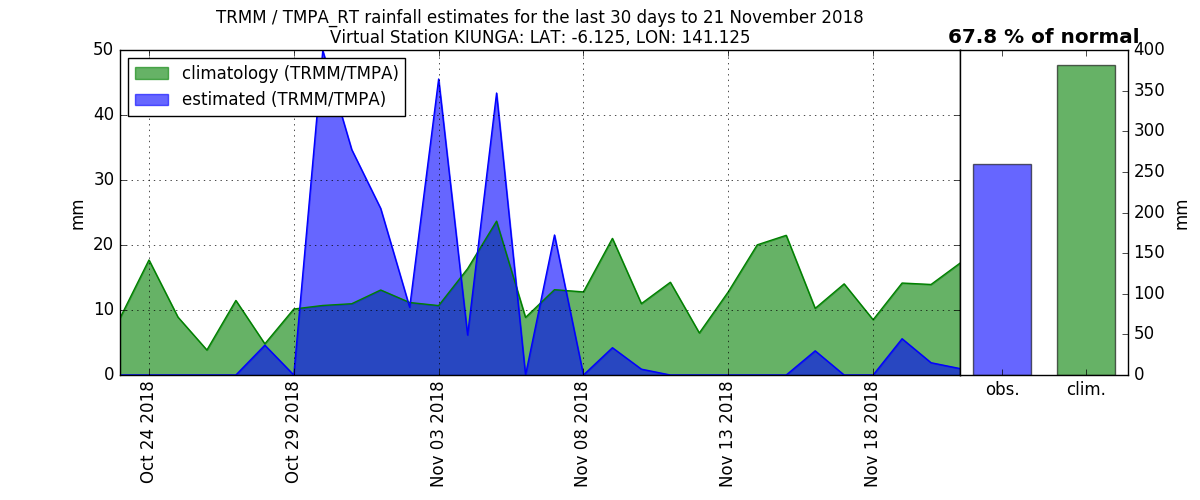 TRMM / TMPA_RT rainfall estimates for the last 30 days to 21 November 2018
Virtual Station KIUNGA: LAT: -6.125, LON: 141.125
67.8 % of normal
climatology (TRMM/TMPA)
estimated (TRMM/TMPA)
mm
50
40
30
20
10
0
Oct 24 2018
Oct 29 2018
Nov 03 2018
Nov 08 2018
Nov 13 2018
Nov 18 2018
obs.
clim.
400
350
300
250
200
150
100
50
0
mm